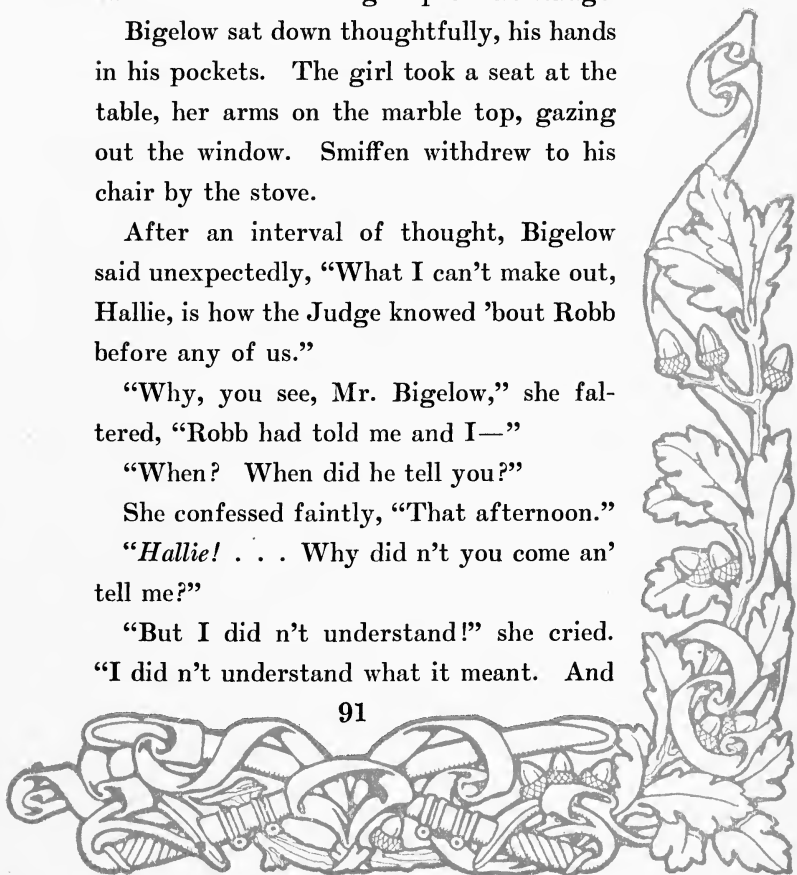 Bigelow sat down thoughtfully, his hands
in his pockets. The girl took a seat at the
table, her arms on the marble top, gazing
out the window. Smiffen withdrew to his
chair by the stove.
After an interval of thought, Bigelow
said unexpectedly, “What I can’t make out,
Hallie, is how the Judge knowed ’bout Robb
before any of us.”
“Why, you see, Mr. Bigelow,” she fal-
tered, “Robb had told me and I—”
“When? When did he tell you?”
She confessed faintly, “That afternoon.”
“Hallie! . . . Why did n’t you come an’
tell me?”
“But I did n’t understand!” she cried.
“I did n’t understand what it meant. And
91